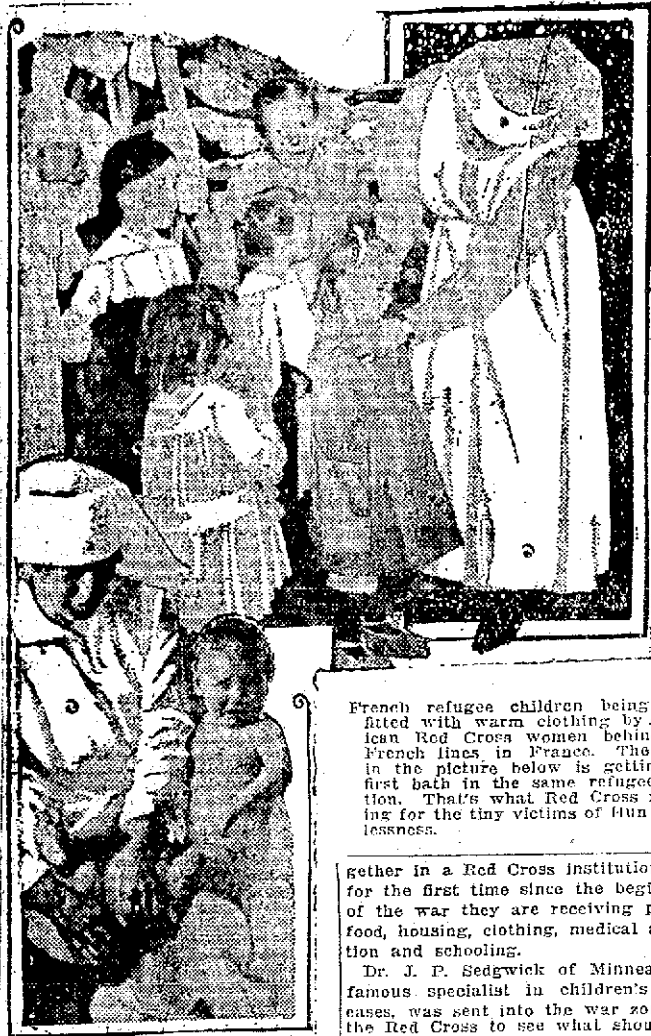 French refugee children being
fitted with warm clothing by
ican Red Cross women behin
French lines in France. The
in the picture below is gettin
first bath in the same refugee
tion. That's what Red Cross
ing for the tiny victims of Hun
lessness.
gether in a Red Cross institution
for the first time since the begi
of the war they are receiving p
food, housing, clothing, medical a
tion and schooling.
Dr. J. P. Sedgwick of Minnea
famous specialist in children's
eases, was sent into the war zo
the Red Cross to see what shou